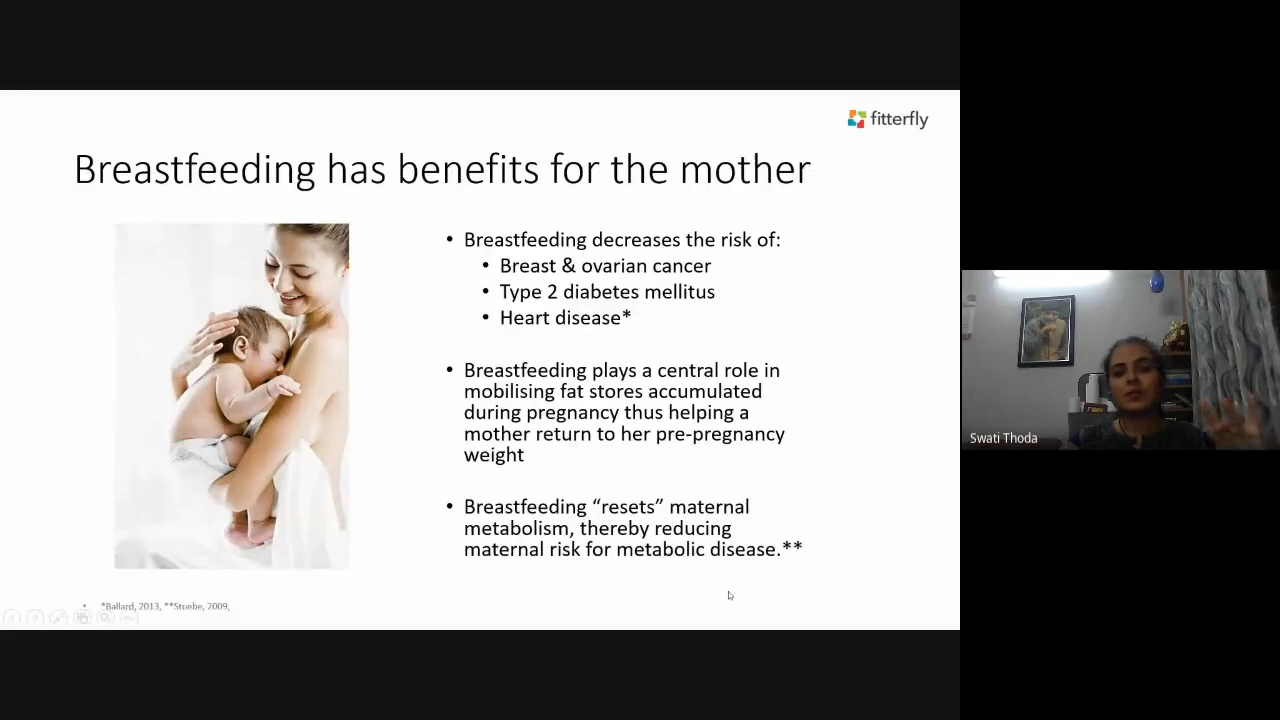 fitterfly
Breastfeeding has benefits for the mother
• Breastfeeding decreases the risk of:
• Breast & ovarian cancer
• Type 2 diabetes mellitus
• Heart disease*
• Breastfeeding plays a central role in
mobilising fat stores accumulated
during pregnancy thus helping a
mother return to her pre-pregnancy
weight
• Breastfeeding “resets” maternal
metabolism, thereby reducing
maternal risk for metabolic disease.**
• *Ballard, 2013, **Stuebe, 2009,
Swati Thoda